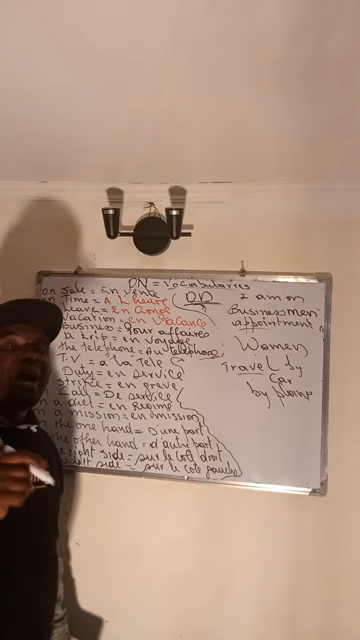 ON = Vocabularies
on Sale = En Vente
on Time = A L'heure
Leave = En Conge
Vacation = En Vacance
Business = Pour affaires
a trip = en Voyage
the telephone = Au telephone
T.V = a la Tele
Duty = en Service
Strike = en greve
Call = De service
a diet = en Regime
on a mission = en mission
on the one hand = D'une part
the other hand = d'autre part
the right side = sur le coté droit
left side = sur le coté gauche
ON
I am on
Businessmen
appointment
Women
Travel by
Car
by plane